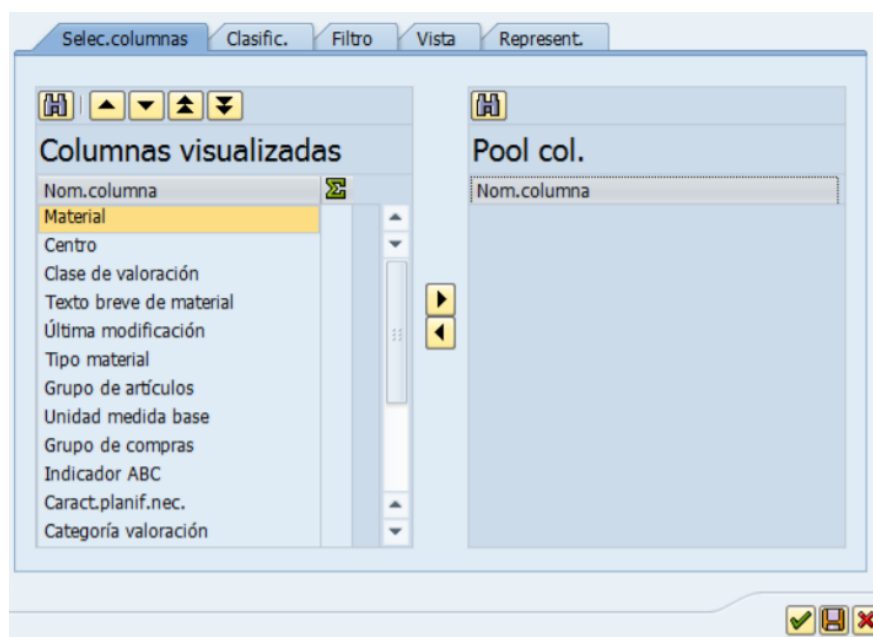 Selec.columnas Clasific. Filtro Vista Represent.
Columnas visualizadas
Nom.columna
Material
Centro
Clase de valoración
Texto breve de material
Última modificación
Tipo material
Grupo de artículos
Unidad medida base
Grupo de compras
Indicador ABC
Caract.planif.nec.
Categoría valoración
Pool col.
Nom.columna